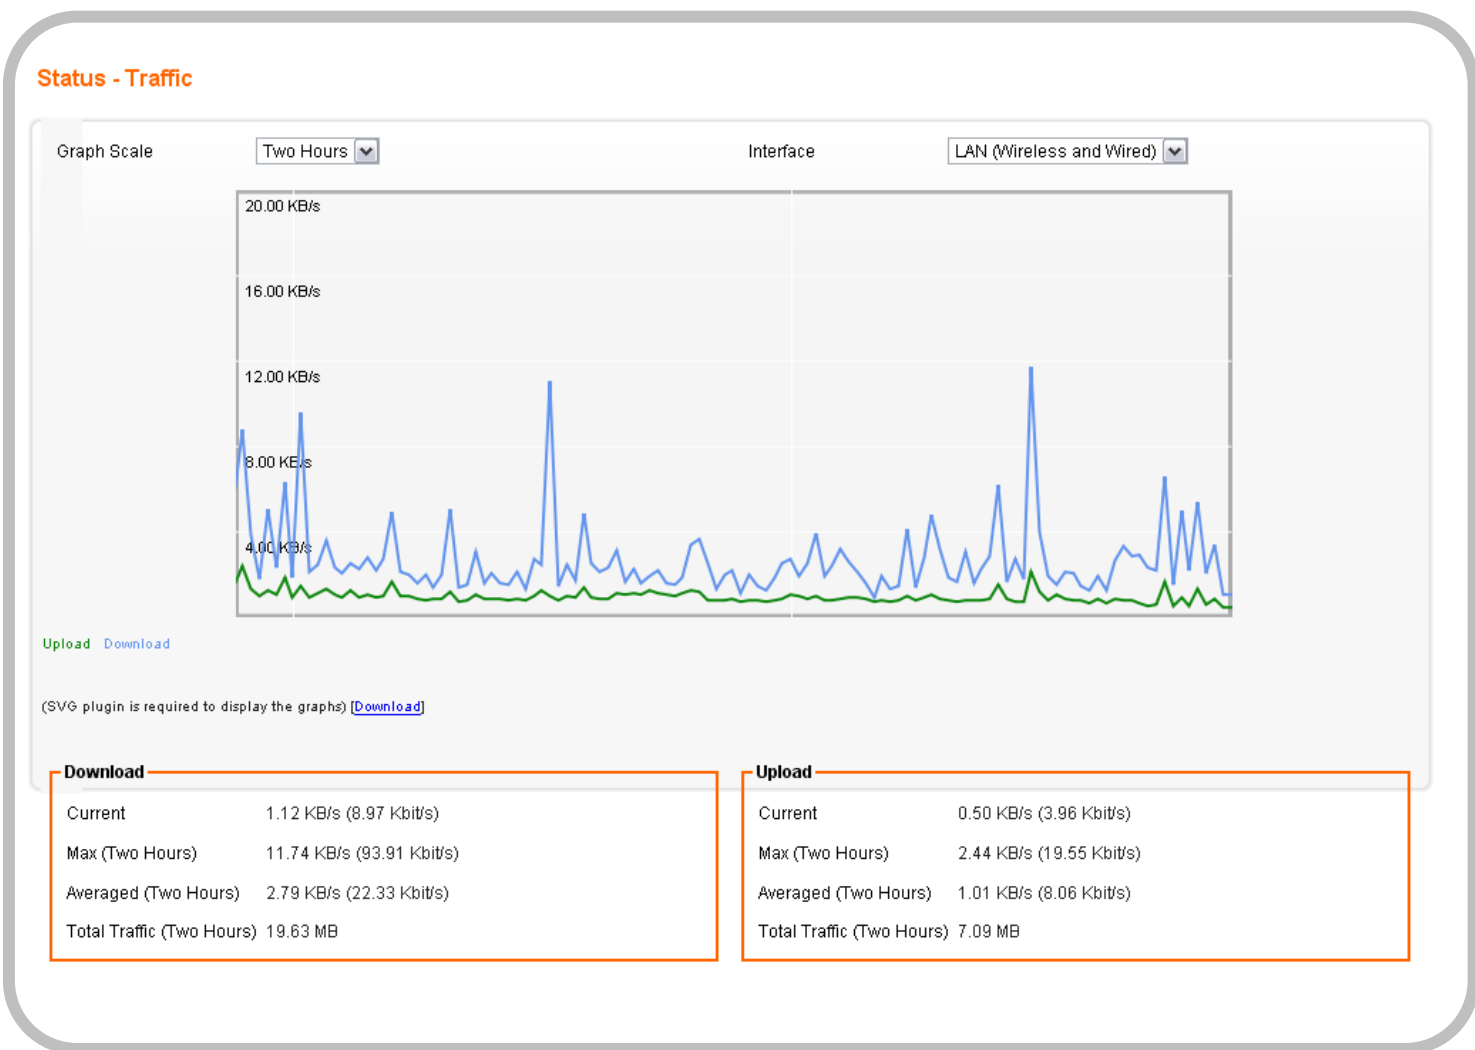 Status - Traffic
Graph Scale Two Hours Interface LAN (Wireless and Wired)
20.00 KB/s
16.00 KB/s
12.00 KB/s
8.00 KB/s
4.00 KB/s
Upload Download
(SVG plugin is required to display the graphs) [Download]
Download
Current 1.12 KB/s (8.97 Kbit/s)
Max (Two Hours) 11.74 KB/s (93.91 Kbit/s)
Averaged (Two Hours) 2.79 KB/s (22.33 Kbit/s)
Total Traffic (Two Hours) 19.63 MB
Upload
Current 0.50 KB/s (3.96 Kbit/s)
Max (Two Hours) 2.44 KB/s (19.55 Kbit/s)
Averaged (Two Hours) 1.01 KB/s (8.06 Kbit/s)
Total Traffic (Two Hours) 7.09 MB